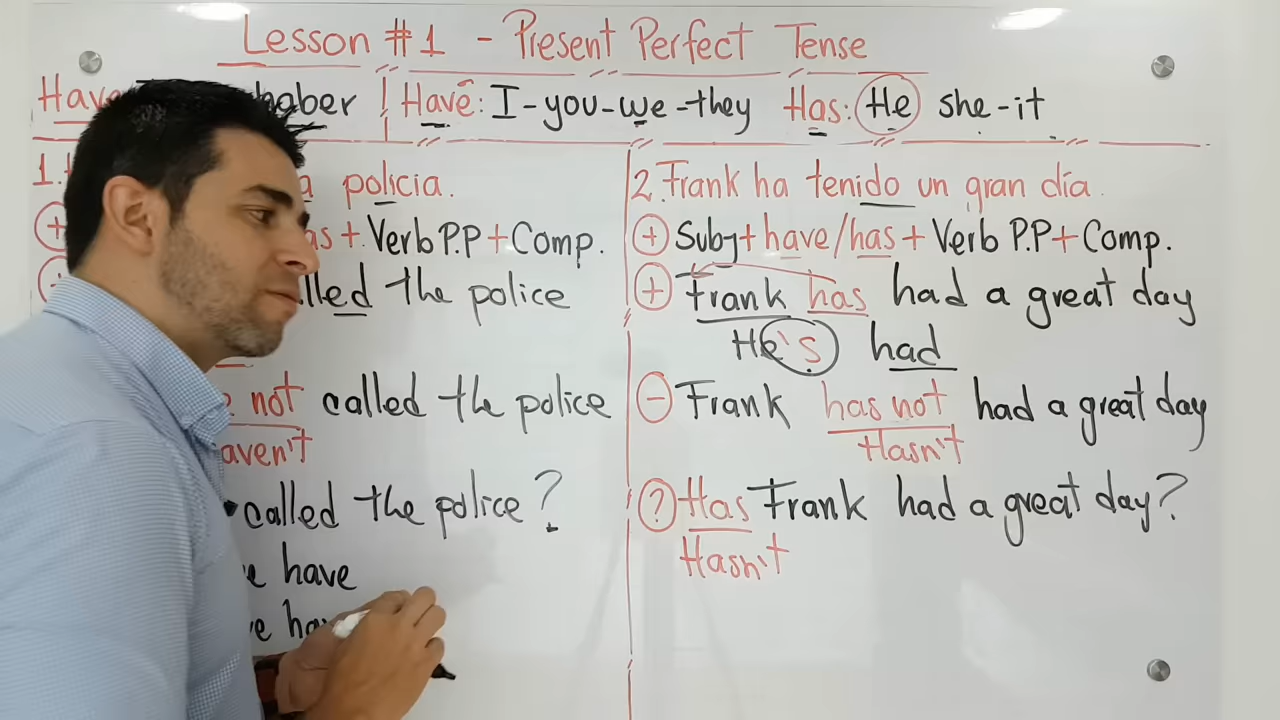 Lesson #1 - Present Perfect Tense
Have haber | Have: I-you-we-they Has: He she-it
1. policia.
+ as + Verb P.P + Comp.
lled the police
e not called the police
aven't
called the police?
e have
e hav
2. Frank ha tenido un gran día.
+ Subj + have/has + Verb P.P + Comp.
+ Frank has had a great day
He's had
- Frank has not had a great day
Hasn't
? Has Frank had a great day?
Hasn't